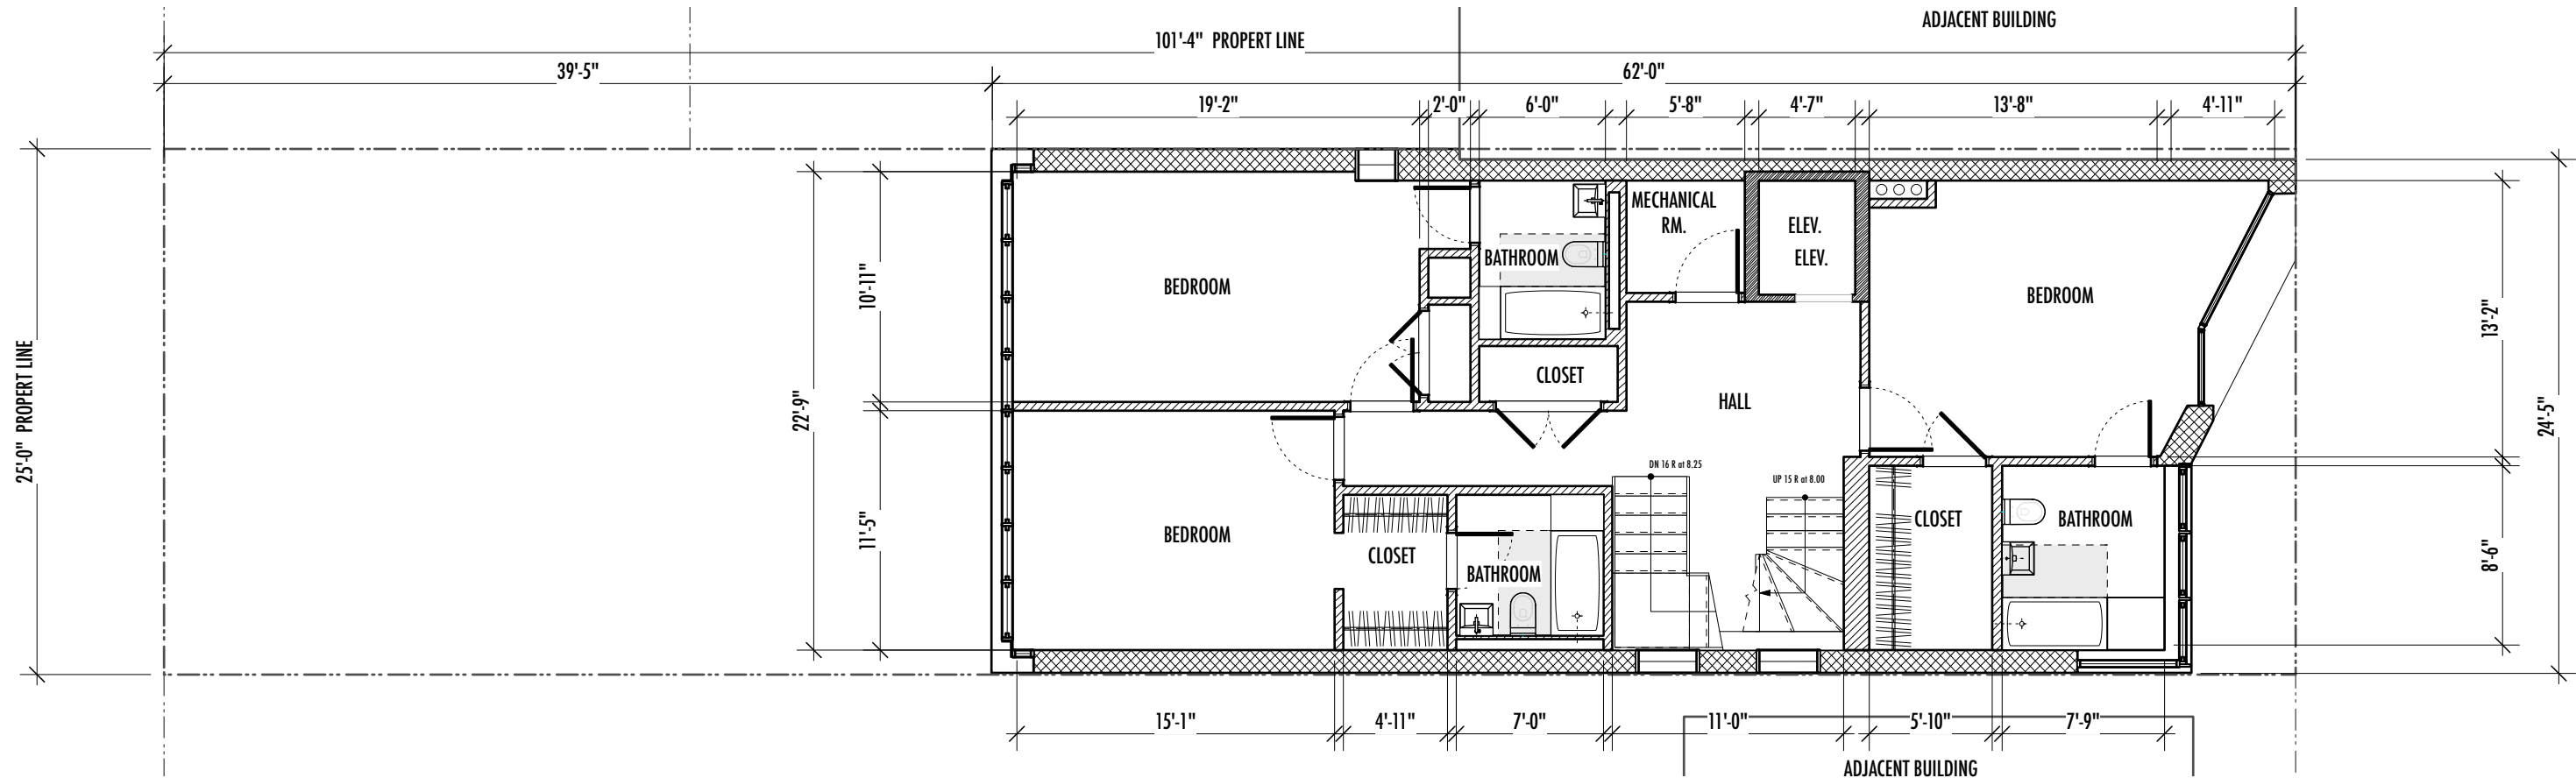 ADJACENT BUILDING
101'-4" PROPERT LINE
39'-5"
62'-0"
19'-2"
2'-0"
6'-0"
5'-8"
4'-7"
13'-8"
4'-11"
MECHANICAL
RM.
ELEV.
ELEV.
BATHROOM
BEDROOM
BEDROOM
10'-11"
13'-2"
25'-0" PROPERT LINE
22'-9"
24'-5"
CLOSET
HALL
DN 16 R at 8.25
UP 15 R at 8.00
11'-5"
BEDROOM
CLOSET
BATHROOM
CLOSET
BATHROOM
8'-6"
15'-1"
4'-11"
7'-0"
11'-0"
5'-10"
7'-9"
ADJACENT BUILDING